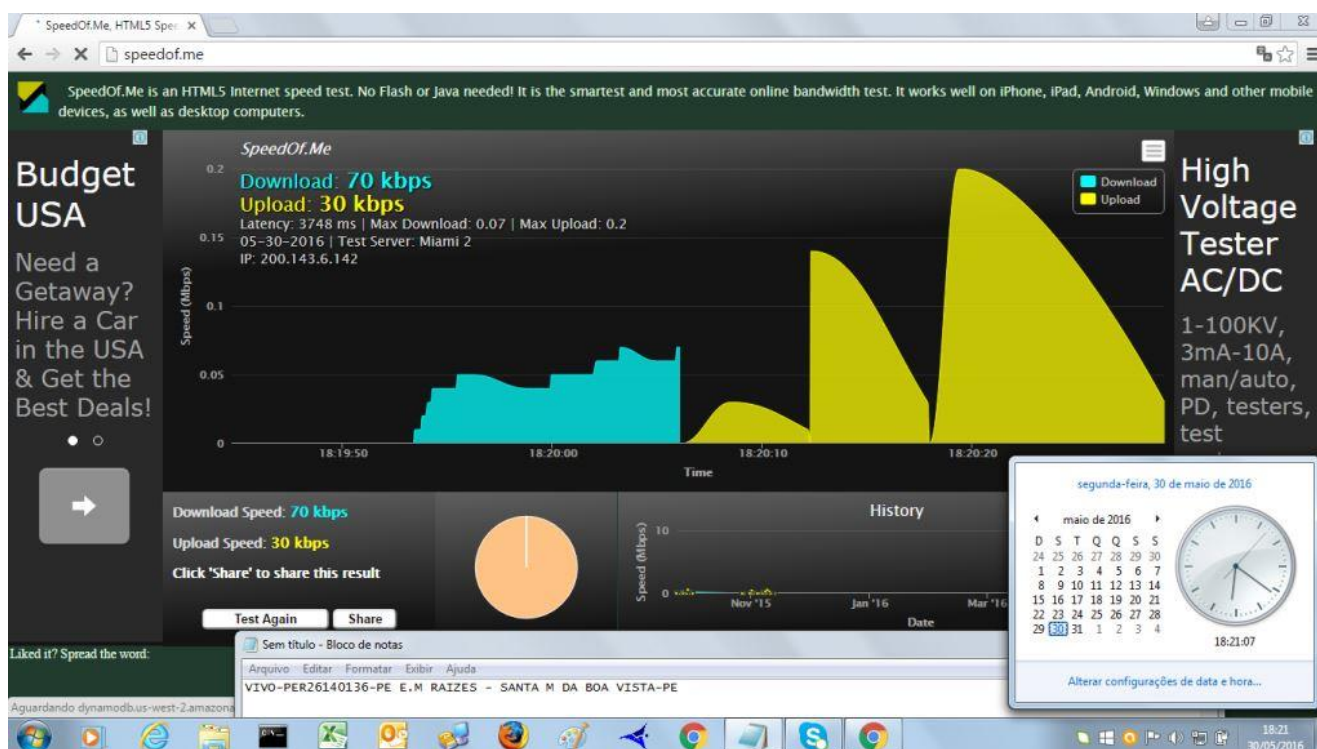 SpeedOf.Me, HTML5 Spee
speedof.me
SpeedOf.Me is an HTML5 Internet speed test. No Flash or Java needed! It is the smartest and most accurate online bandwidth test. It works well on iPhone, iPad, Android, Windows and other mobile
devices, as well as desktop computers.
Budget
USA
Need a
Getaway?
Hire a Car
in the USA
& Get the
Best Deals!
SpeedOf.Me
Download: 70 kbps
Upload: 30 kbps
Latency: 3748 ms | Max Download: 0.07 | Max Upload: 0.2
05-30-2016 | Test Server: Miami 2
IP: 200.143.6.142
Download
Upload
Speed (Mbps)
0.2
0.15
0.1
0.05
0
18:19:50 18:20:00 18:20:10 18:20:20
Time
High
Voltage
Tester
AC/DC
1-100KV,
3mA-10A,
man/auto,
PD, testers,
test
Download Speed: 70 kbps
Upload Speed: 30 kbps
Click 'Share' to share this result
Test Again Share
History
Speed (Mbps)
10
0
Nov '15 Jan '16 Mar '16
Date
segunda-feira, 30 de maio de 2016
maio de 2016
D S T Q Q S S
24 25 26 27 28 29 30
1 2 3 4 5 6 7
8 9 10 11 12 13 14
15 16 17 18 19 20 21
22 23 24 25 26 27 28
29 30 31 1 2 3 4
18:21:07
Alterar configurações de data e hora...
Liked it? Spread the word:
Sem título - Bloco de notas
Arquivo Editar Formatar Exibir Ajuda
VIVO-PER26140136-PE E.M RAIZES - SANTA M DA BOA VISTA-PE
Aguardando dynamodb.us-west-2.amazona
18:21
30/05/2016